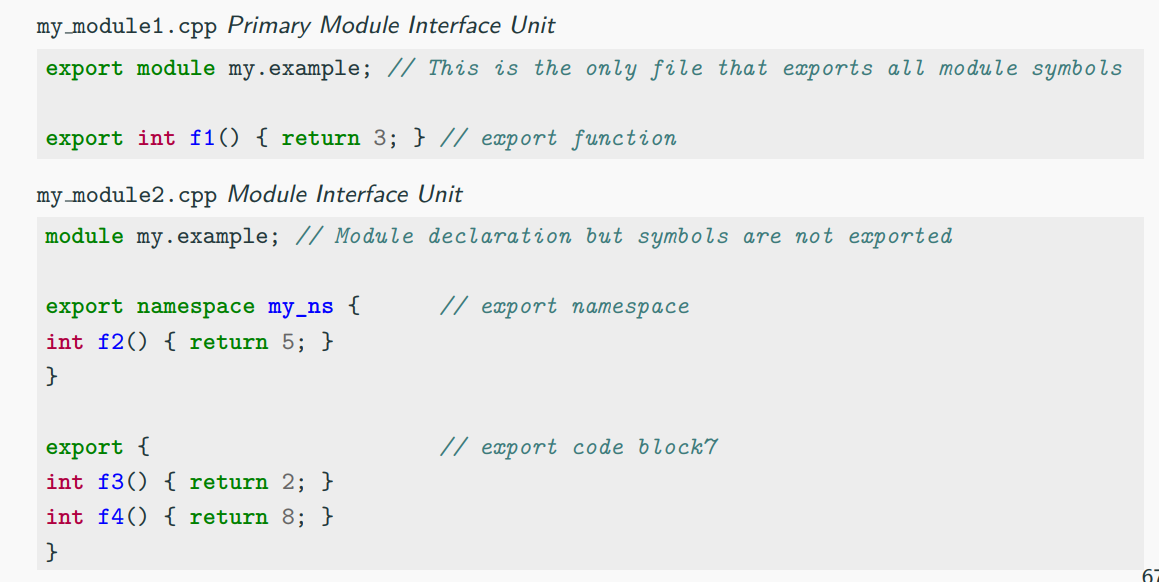 my_module1.cpp Primary Module Interface Unit
export module my.example; // This is the only file that exports all module symbols
export int f1() { return 3; } // export function
my_module2.cpp Module Interface Unit
module my.example; // Module declaration but symbols are not exported
export namespace my_ns { // export namespace
int f2() { return 5; }
}
export { // export code block7
int f3() { return 2; }
int f4() { return 8; }
}
67